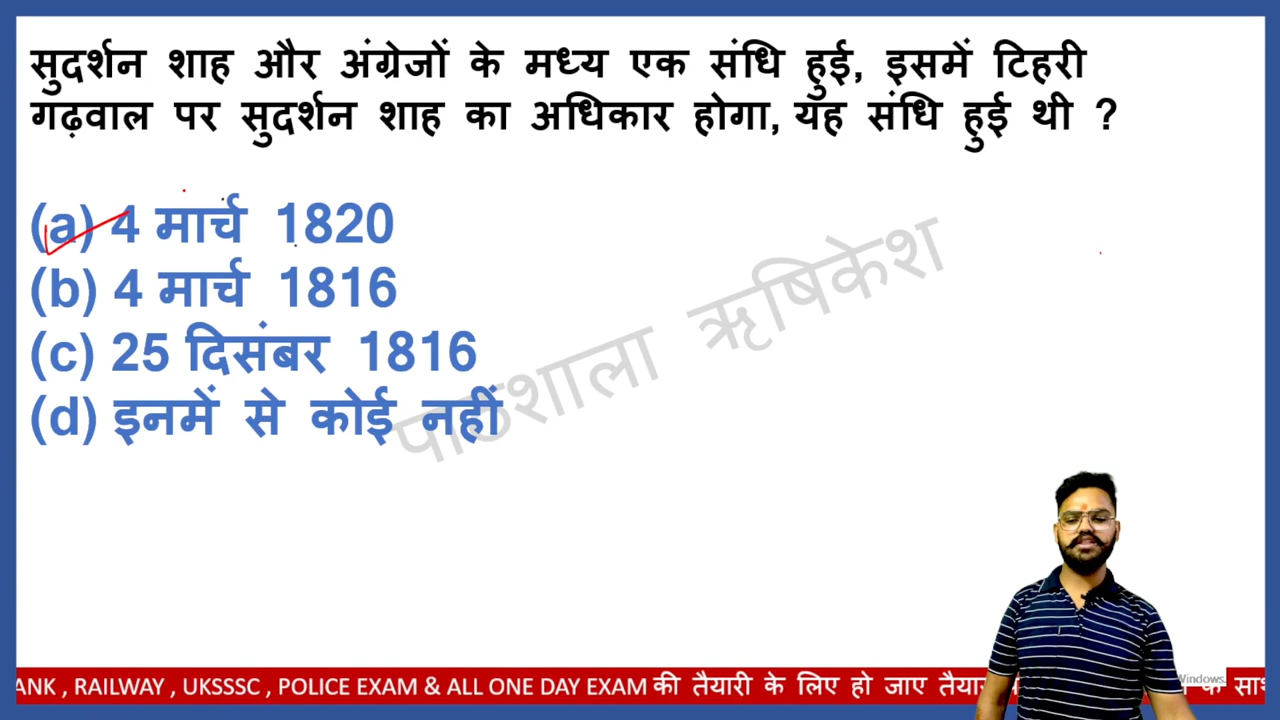 सुदर्शन शाह और अंग्रेजों के मध्य एक संधि हुई, इसमें टिहरी
गढ़वाल पर सुदर्शन शाह का अधिकार होगा, यह संधि हुई थी ?
(a) 4 मार्च 1820
(b) 4 मार्च 1816
(c) 25 दिसंबर 1816
(d) इनमें से कोई नहीं
पाठशाला ऋषिकेश
ANK , RAILWAY , UKSSSC , POLICE EXAM & ALL ONE DAY EXAM की तैयारी के लिए हो जाए
Windows.